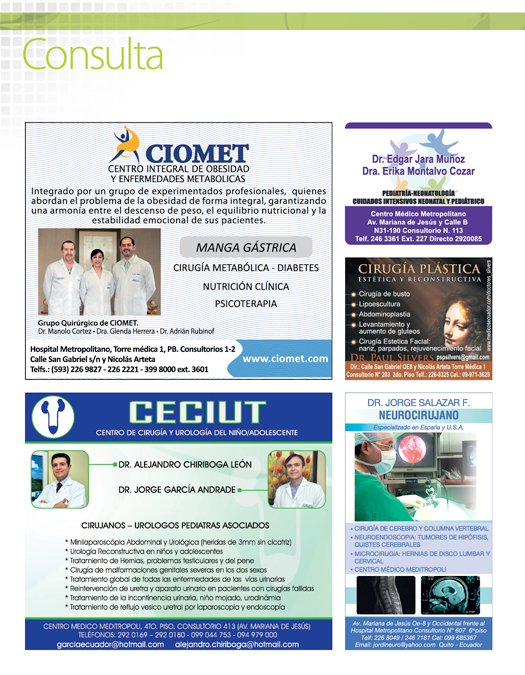 Consulta
CIOMET
CENTRO INTEGRAL DE OBESIDAD
Y ENFERMEDADES METABOLICAS
Integrado por un grupo de experimentados profesionales, quienes
abordan el problema de la obesidad de forma integral, garantizando
una armonía entre el descenso de peso, el equilibrio nutricional y la
estabilidad emocional de sus pacientes.
MANGA GÁSTRICA
CIRUGÍA METABÓLICA - DIABETES
NUTRICIÓN CLÍNICA
PSICOTERAPIA
Grupo Quirúrgico de CIOMET.
Dr. Manolo Cortez • Dra. Glenda Herrera • Dr. Adrián Rubinof
Hospital Metropolitano, Torre médica 1, PB. Consultorios 1-2
Calle San Gabriel s/n y Nicolás Arteta
Telfs.: (593) 226 9827 - 226 2221 - 399 8000 ext. 3601
www.ciomet.com
Dr. Edgar Jara Muñoz
Dra. Erika Montalvo Cozar
PEDIATRÍA-NEONATOLOGÍA
CUIDADOS INTENSIVOS NEONATAL Y PEDIÁTRICO
Centro Médico Metropolitano
Av. Mariana de Jesús y Calle B
N31-190 Consultorio N. 113
Telf. 246 3361 Ext. 227 Directo 2920085
CIRUGÍA PLÁSTICA
ESTÉTICA Y RECONSTRUCTIVA
Cirugía de busto
Lipoescultura
Abdominoplastia
Levantamiento y
aumento de gluteos
Cirugía Estetica Facial:
nariz, parpados, rejuvenecimiento facial
DR. PAUL SILVERS pspsilvers@gmail.com
Dir.: Calle San Gabriel OE8 y Nicolás Arteta Torre Médica 1
Consultorio N° 203 2do. Piso Telf.: 226-8325 Cel.: 09-971-3629
CECIUT
CENTRO DE CIRUGÍA Y UROLOGÍA DEL NIÑO/ADOLESCENTE
DR. ALEJANDRO CHIRIBOGA LEÓN
DR. JORGE GARCÍA ANDRADE
CIRUJANOS – UROLOGOS PEDIATRAS ASOCIADOS
* Minilaparoscópia Abdominal y Urológica (heridas de 3mm sin cicatriz)
* Urología Reconstructiva en niños y adolescentes
* Tratamiento de Hernias, problemas testiculares y del pene
* Cirugía de malformaciones genitales severas en los dos sexos
* Tratamiento global de todas las enfermedades de las vias urinarias
* Reintervención de uretra y aparato urinario en pacientes con cirugías fallidas
* Tratamiento de la incontinencia urinaria, niño mojado, urodinámia
* Tratamiento de reflujo vesico ureteral por laparoscopia y endoscopía
CENTRO MEDICO MEDITROPOLI, 4TO. PISO, CONSULTORIO 413 (AV. MARIANA DE JESÚS)
TELÉFONOS: 292 0169 – 292 0180 - 099 044 753 - 094 979 000
garciaecuador@hotmail.com alejandro.chiriboga@hotmail.com
DR. JORGE SALAZAR F.
NEUROCIRUJANO
Especializado en España y U.S.A.
• CIRUGÍA DE CEREBRO Y COLUMNA VERTEBRAL
• NEUROENDOSCOPIA: TUMORES DE HIPÓFISIS,
QUISTES CEREBRALES
• MICROCIRUGIA: HERNIAS DE DISCO LUMBAR Y
CERVICAL
• CENTRO MÉDICO MEDITROPOLI
Av. Mariana de Jesus Oe-8 y Occidental frente al
Hospital Metropolitano Consultorio N° 607 6°piso
Telf: 226 8049 / 246 7181 Cel: 099 685367
Email: jordineuro@yahoo.com Quito - Ecuador